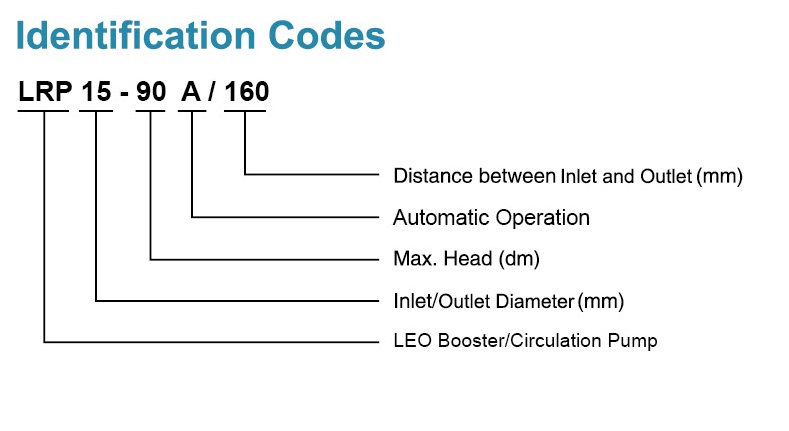 Identification Codes
LRP 15 - 90 A / 160
Distance between Inlet and Outlet (mm)
Automatic Operation
Max. Head (dm)
Inlet/Outlet Diameter (mm)
LEO Booster/Circulation Pump